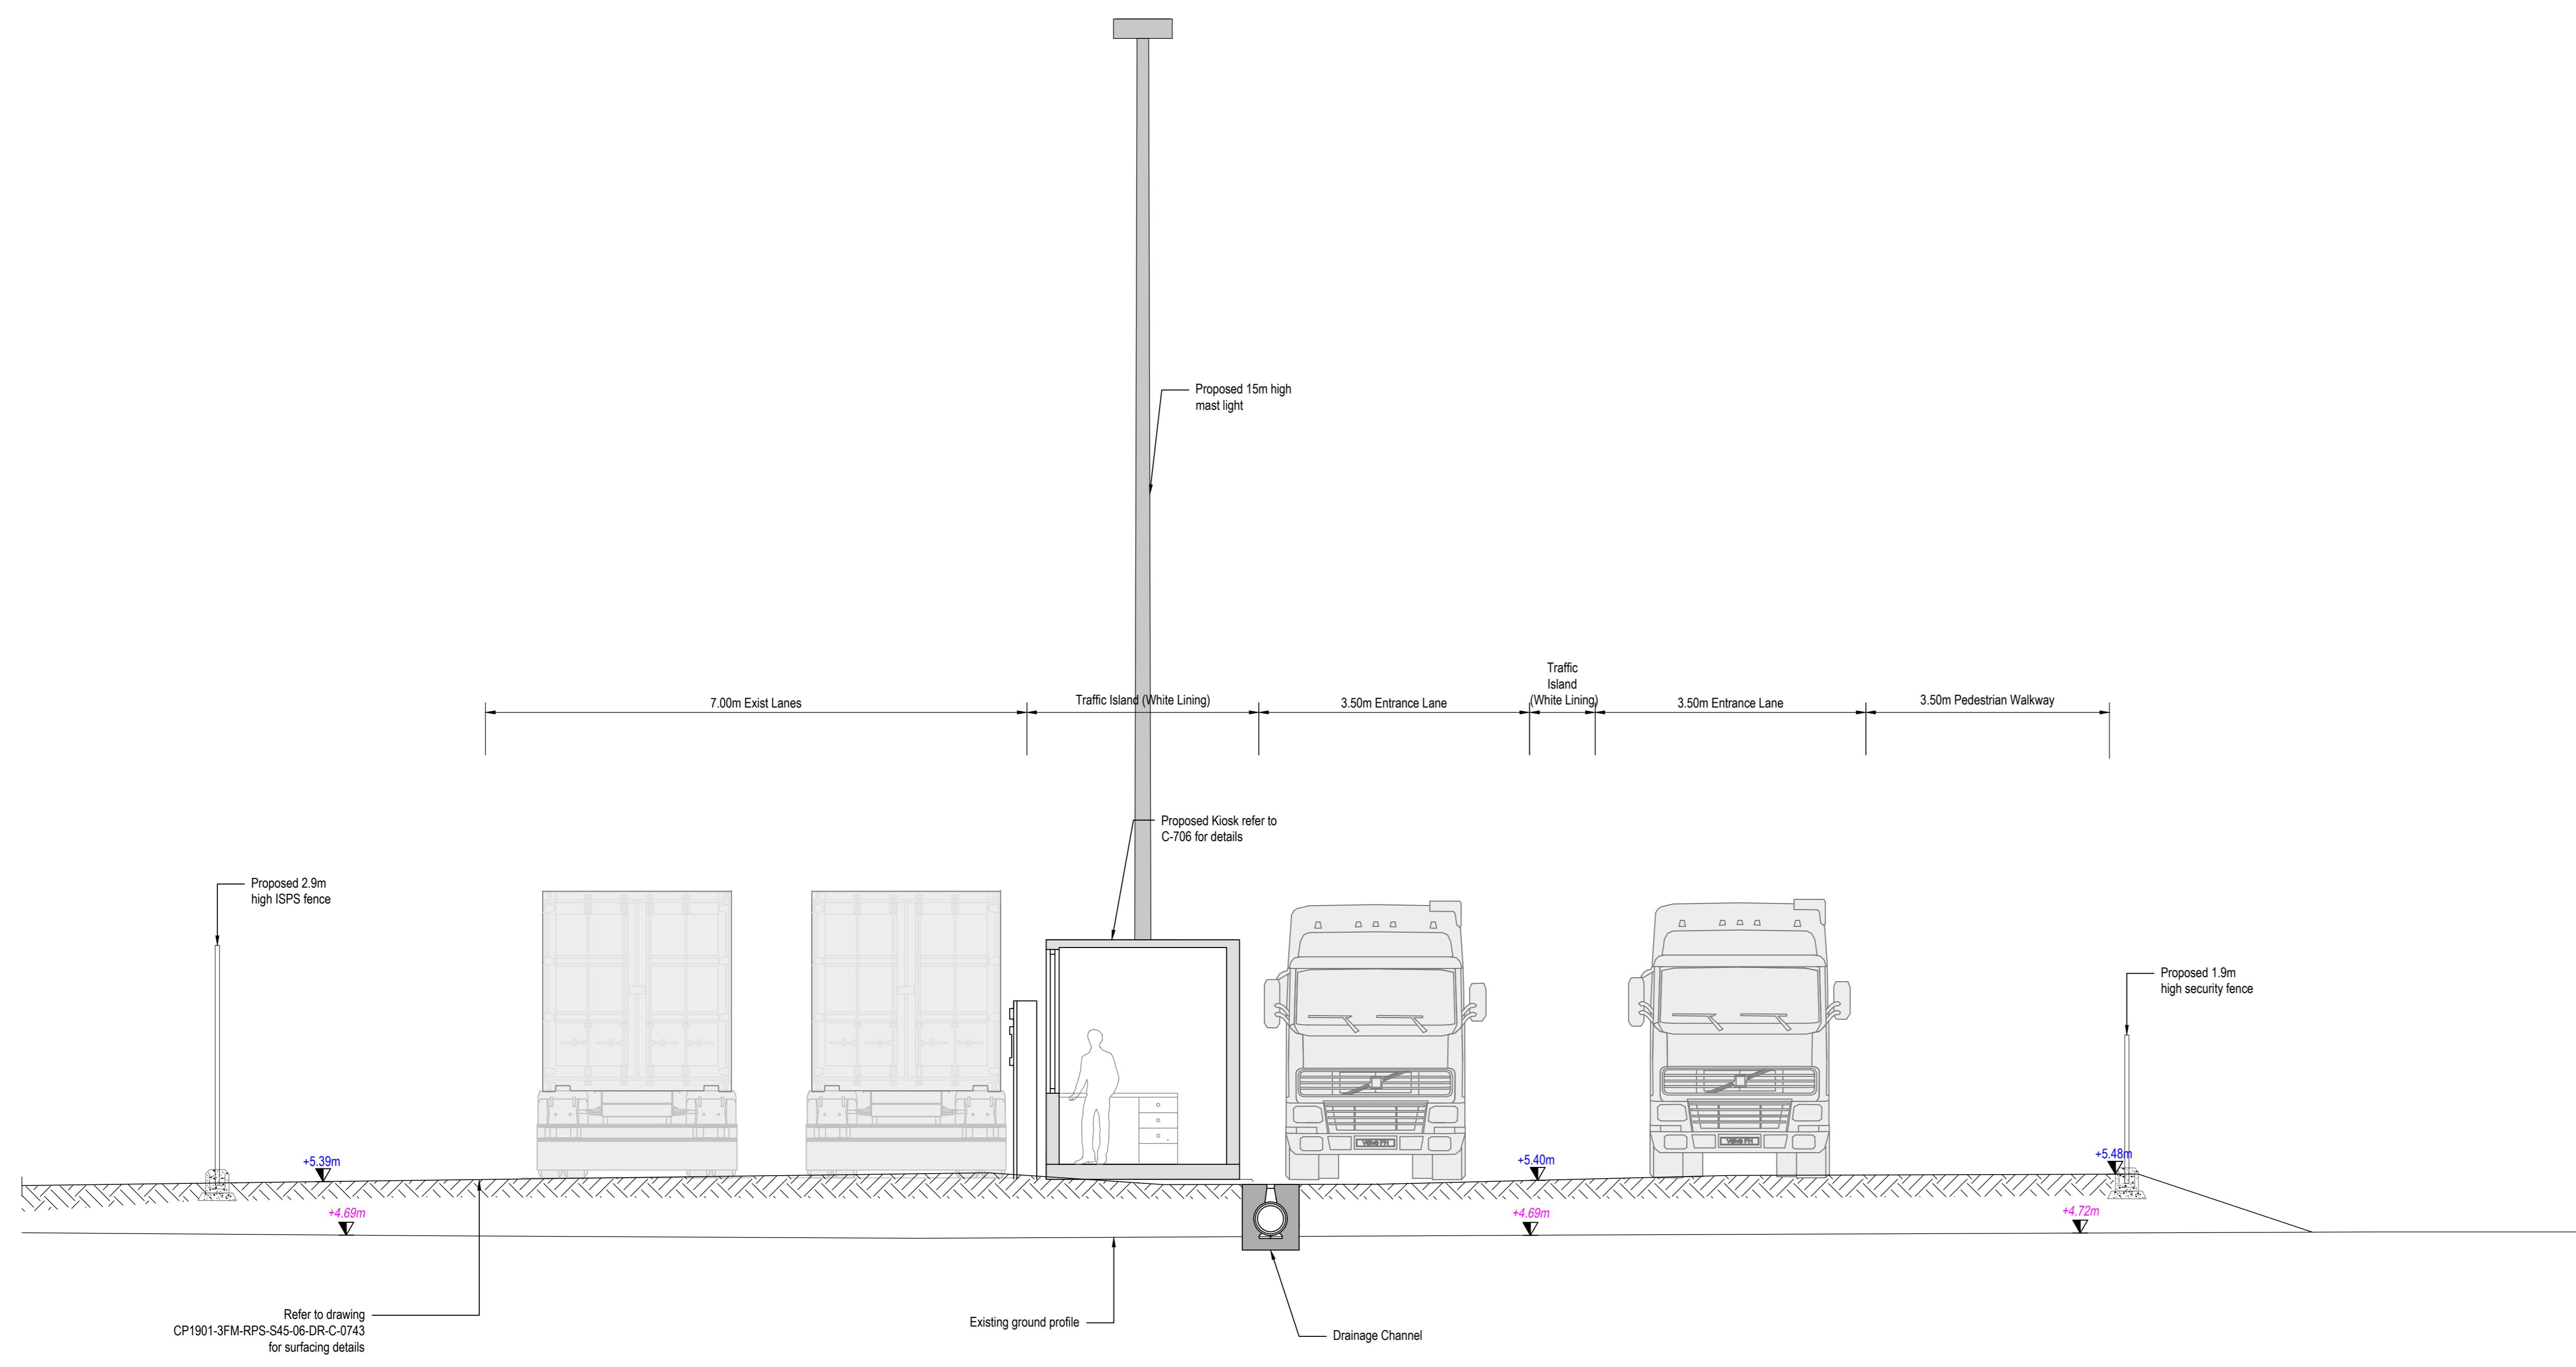 Proposed 15m high
mast light
7.00m Exist Lanes
Traffic Island (White Lining)
3.50m Entrance Lane
Traffic
Island
(White Lining)
3.50m Entrance Lane
3.50m Pedestrian Walkway
Proposed Kiosk refer to
C-706 for details
Proposed 2.9m
high ISPS fence
Proposed 1.9m
high security fence
+5.39m
+5.40m
+5.48m
+4.69m
+4.69m
+4.72m
Refer to drawing
CP1901-3FM-RPS-S45-06-DR-C-0743
for surfacing details
Existing ground profile
Drainage Channel